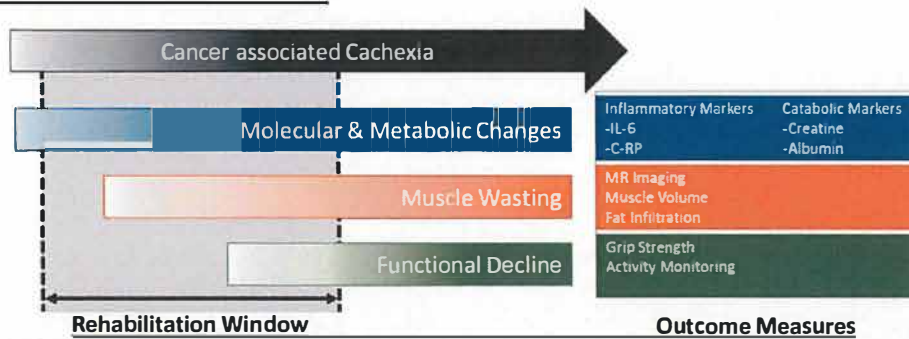 Cancer associated Cachexia
Molecular & Metabolic Changes
Inflammatory Markers
-IL-6
-C-RP
Catabolic Markers
-Creatine
-Albumin
Muscle Wasting
MR Imaging
Muscle Volume
Fat Infiltration
Functional Decline
Grip Strength
Activity Monitoring
Rehabilitation Window
Outcome Measures